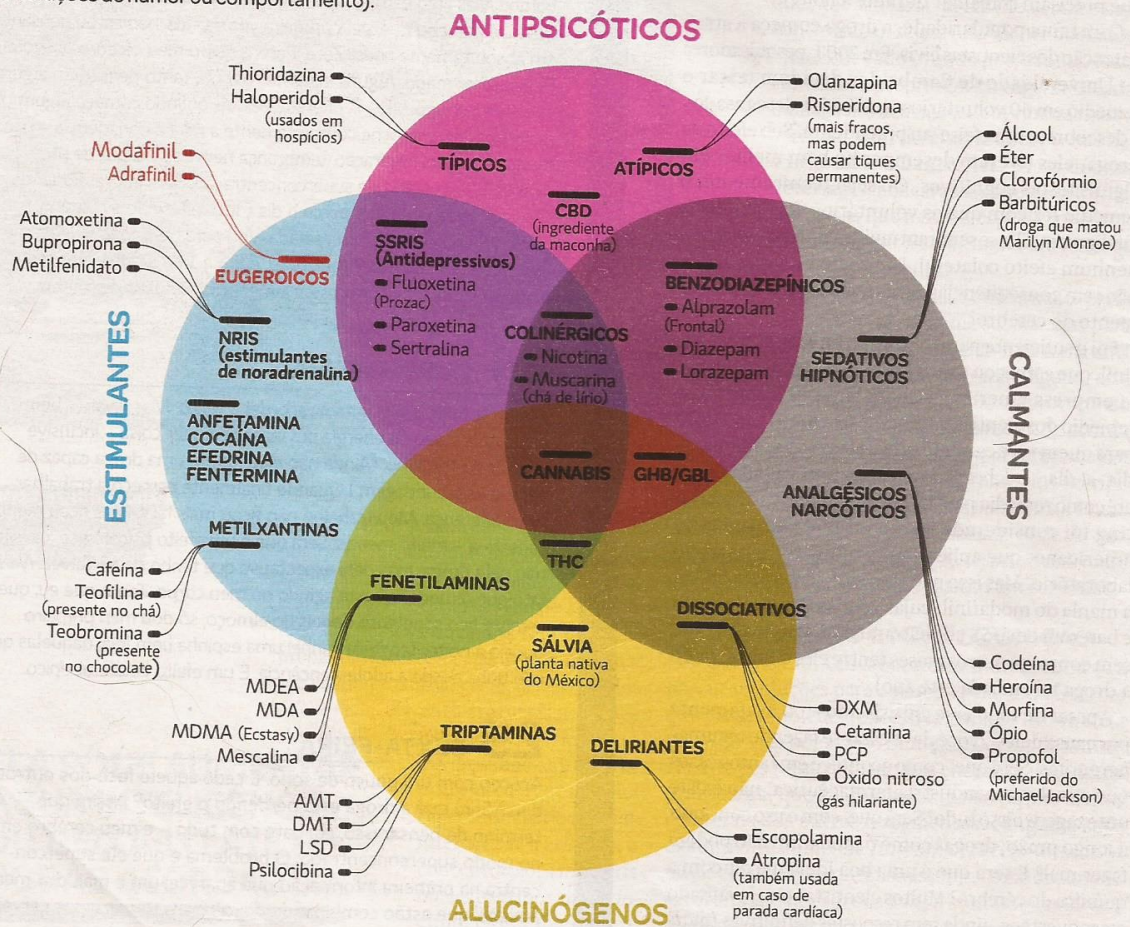 ções do humor ou comportamento).
ANTIPSICÓTICOS
Thioridazina
Haloperidol
(usados em
hospícios)
TÍPICOS
Olanzapina
Risperidona
(mais fracos,
mas podem
causar tiques
permanentes)
ATÍPICOS
Modafinil
Adrafinil
EUGEROICOS
CBD
(ingrediente
da maconha)
Álcool
Éter
Clorofórmio
Barbitúricos
(droga que matou
Marilyn Monroe)
SEDATIVOS
HIPNÓTICOS
Atomoxetina
Bupropirona
Metilfenidato
NRIS
(estimulantes
de noradrenalina)
SSRIS
(Antidepressivos)
Fluoxetina
(Prozac)
Paroxetina
Sertralina
COLINÉRGICOS
Nicotina
Muscarina
(chá de lírio)
BENZODIAZEPÍNICOS
Alprazolam
(Frontal)
Diazepam
Lorazepam
ESTIMULANTES
CALMANTES
ANFETAMINA
COCAÍNA
EFEDRINA
FENTERMINA
CANNABIS
GHB/GBL
ANALGÉSICOS
NARCÓTICOS
METILXANTINAS
Cafeína
Teofilina
(presente no chá)
Teobromina
(presente
no chocolate)
THC
FENETILAMINAS
MDEA
MDA
MDMA (Ecstasy)
Mescalina
SÁLVIA
(planta nativa
do México)
DISSOCIATIVOS
DXM
Cetamina
PCP
Óxido nitroso
(gás hilariante)
Codeína
Heroína
Morfina
Ópio
Propofol
(preferido do
Michael Jackson)
TRIPTAMINAS
AMT
DMT
LSD
Psilocibina
DELIRIANTES
Escopolamina
Atropina
(também usada
em caso de
parada cardíaca)
ALUCINÓGENOS